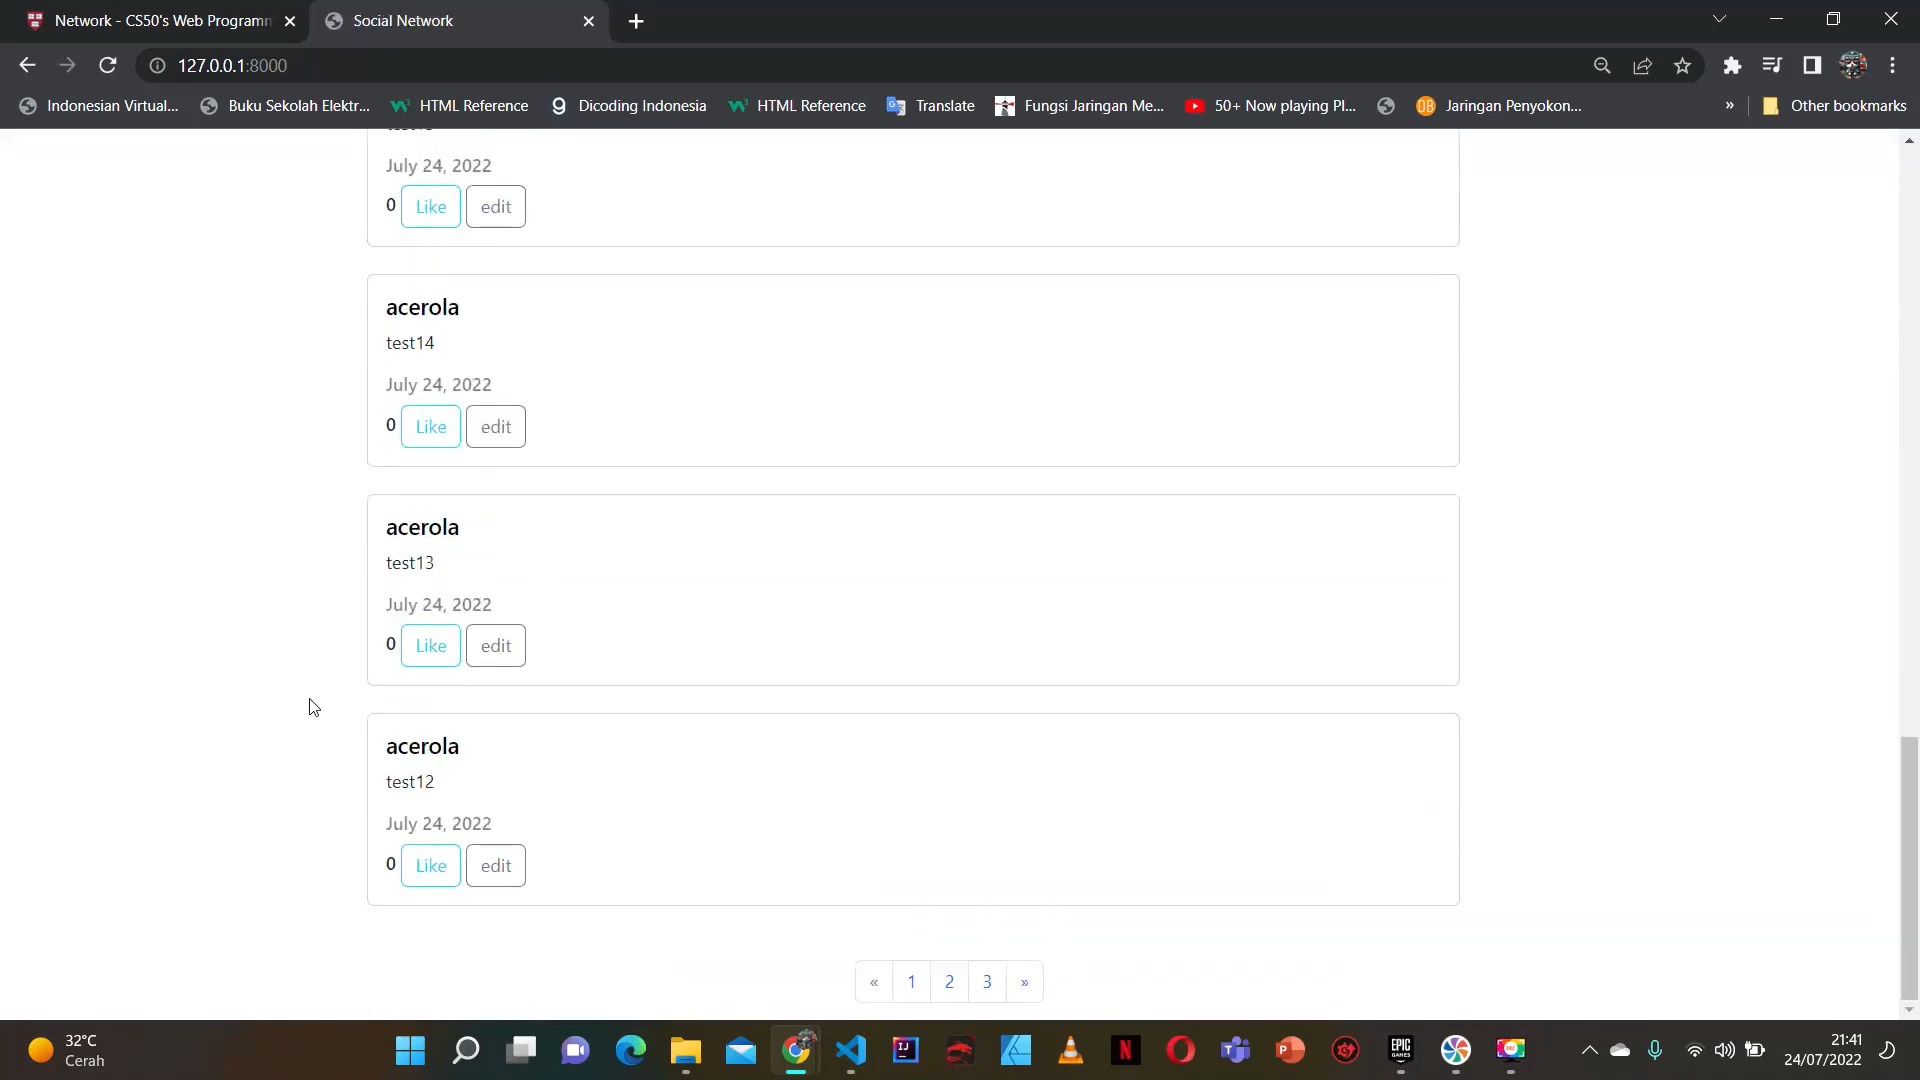 Network - CS50's Web Programm
Social Network
127.0.0.1:8000
Indonesian Virtual...
Buku Sekolah Elektr...
HTML Reference
Dicoding Indonesia
HTML Reference
Translate
Fungsi Jaringan Me...
50+ Now playing Pl...
Jaringan Penyokon...
»
Other bookmarks
July 24, 2022
0 Like edit
acerola
test14
July 24, 2022
0 Like edit
acerola
test13
July 24, 2022
0 Like edit
acerola
test12
July 24, 2022
0 Like edit
« 1 2 3 »
32°C
Cerah
21:41
24/07/2022